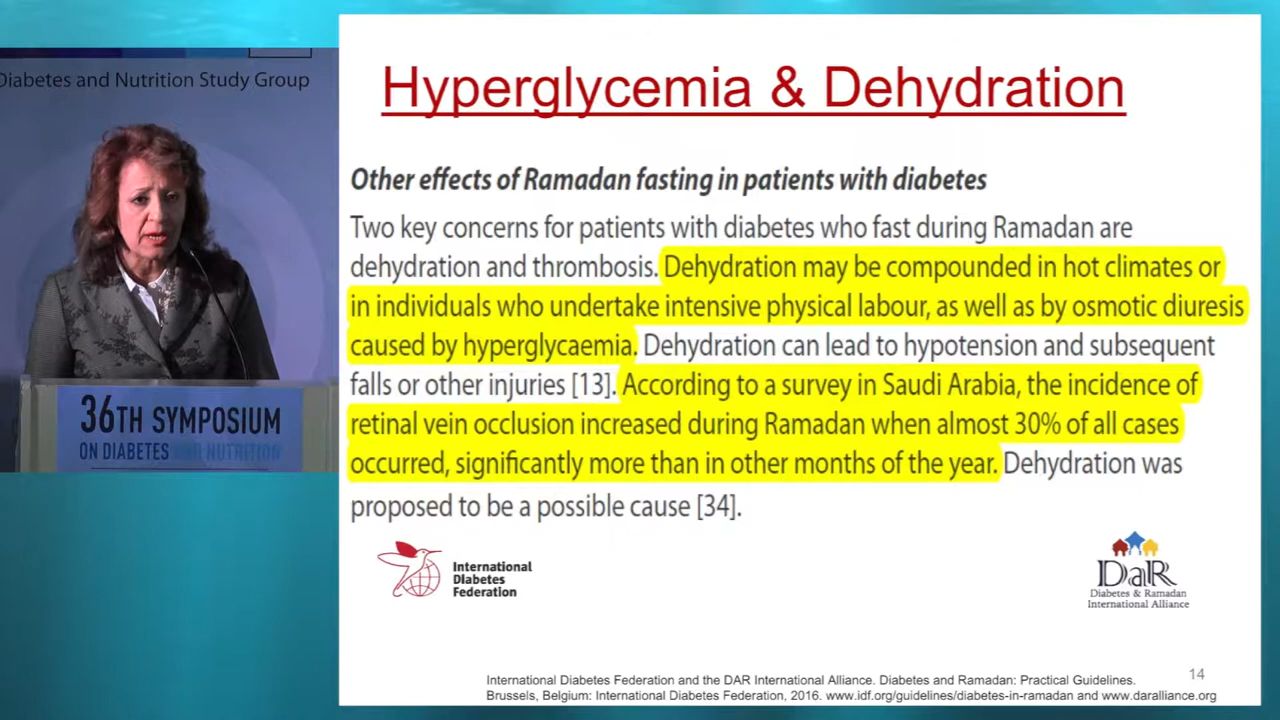 Diabetes and Nutrition Study Group
36TH SYMPOSIUM
ON DIABETES AND NUTRITION
Hyperglycemia & Dehydration
Other effects of Ramadan fasting in patients with diabetes
Two key concerns for patients with diabetes who fast during Ramadan are
dehydration and thrombosis. Dehydration may be compounded in hot climates or
in individuals who undertake intensive physical labour, as well as by osmotic diuresis
caused by hyperglycaemia. Dehydration can lead to hypotension and subsequent
falls or other injuries [13]. According to a survey in Saudi Arabia, the incidence of
retinal vein occlusion increased during Ramadan when almost 30% of all cases
occurred, significantly more than in other months of the year. Dehydration was
proposed to be a possible cause [34].
International
Diabetes
Federation
DaR
Diabetes & Ramadan
International Alliance
14
International Diabetes Federation and the DAR International Alliance. Diabetes and Ramadan: Practical Guidelines.
Brussels, Belgium: International Diabetes Federation, 2016. www.idf.org/guidelines/diabetes-in-ramadan and www.daralliance.org